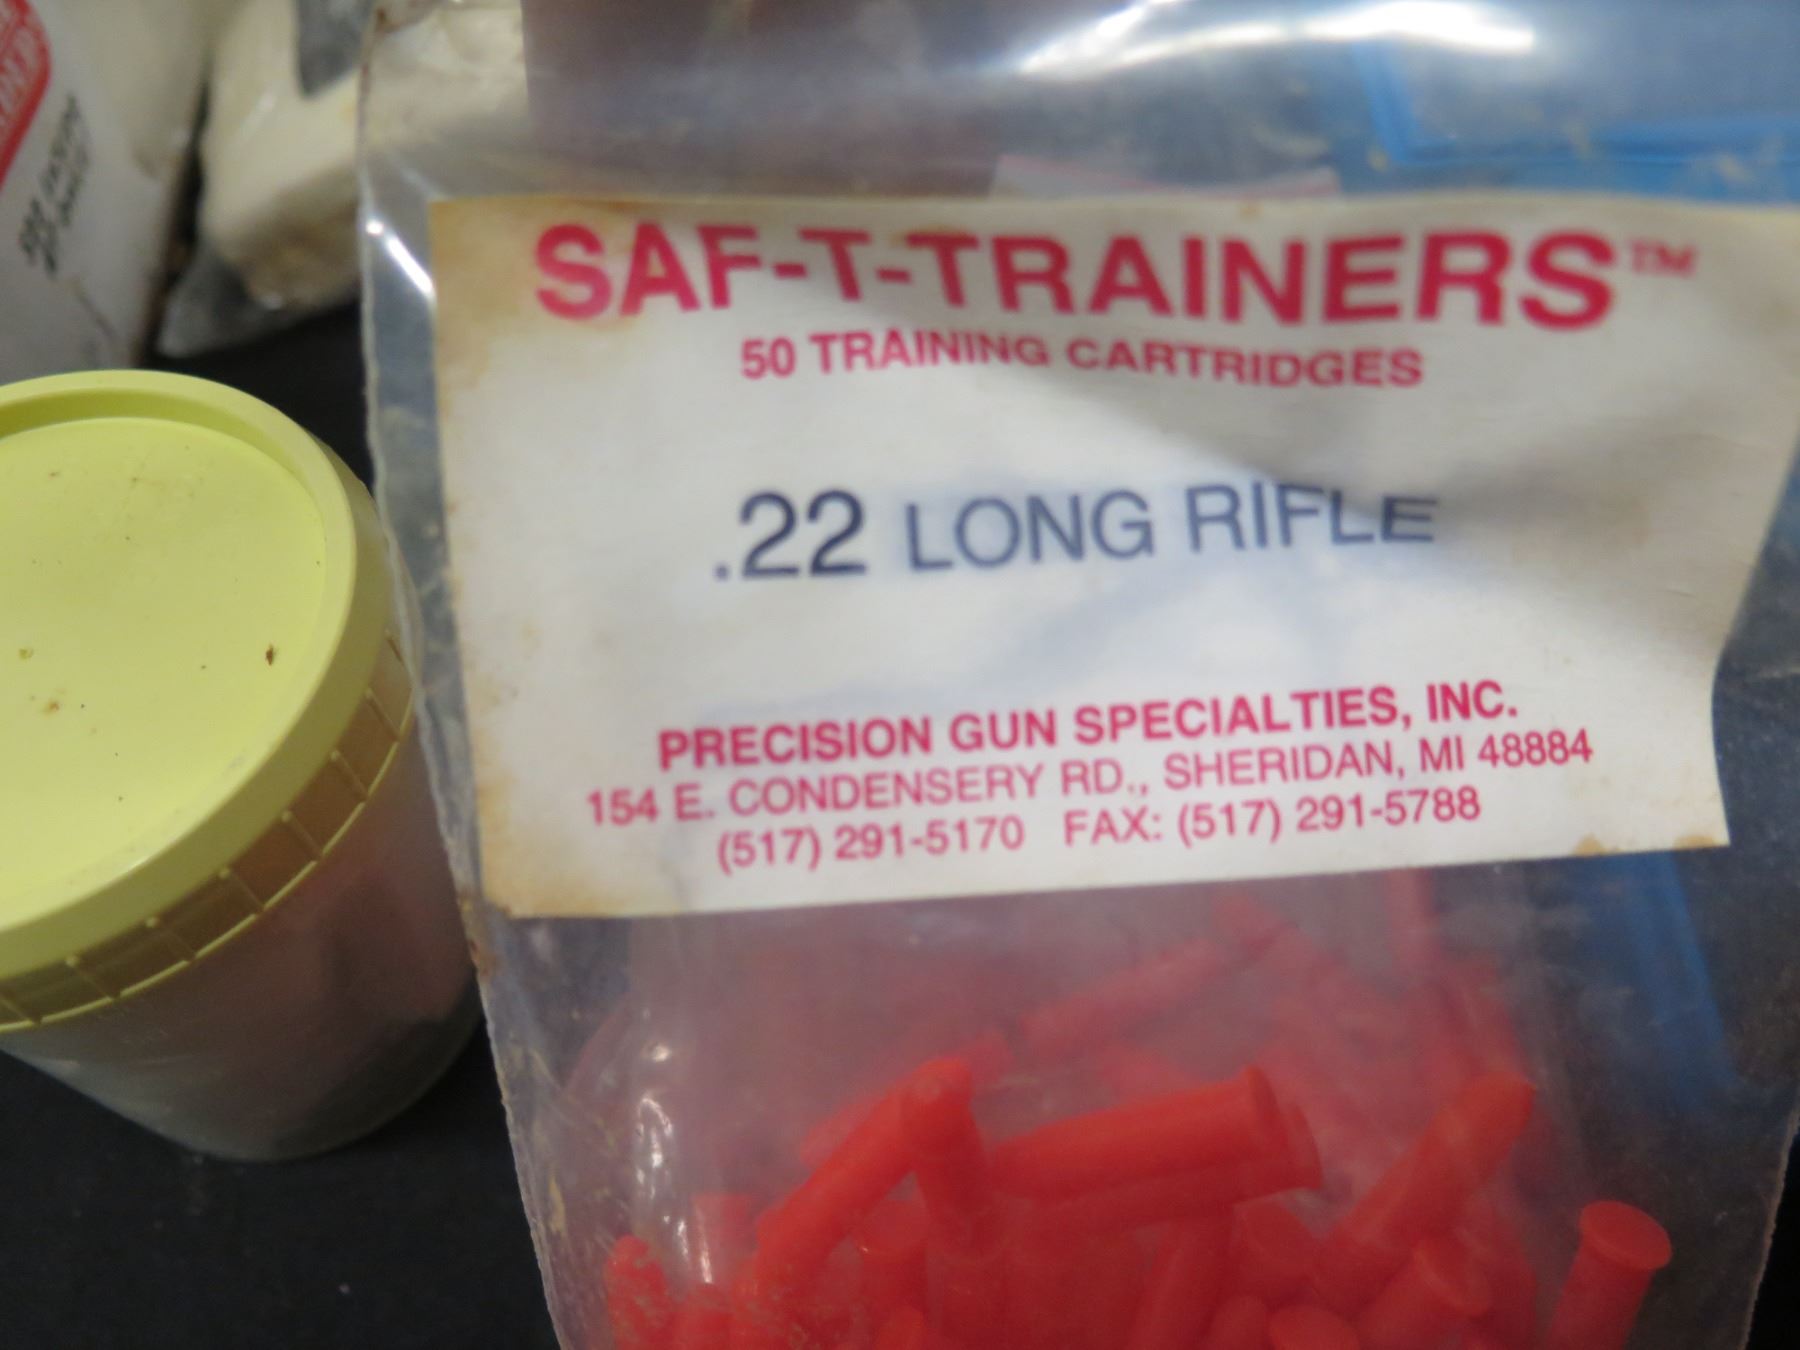 SAF-T-TRAINERS™
50 TRAINING CARTRIDGES
.22 LONG RIFLE
PRECISION GUN SPECIALTIES, INC.
154 E. CONDENSERY RD., SHERIDAN, MI 48884
(517) 291-5170 FAX: (517) 291-5788